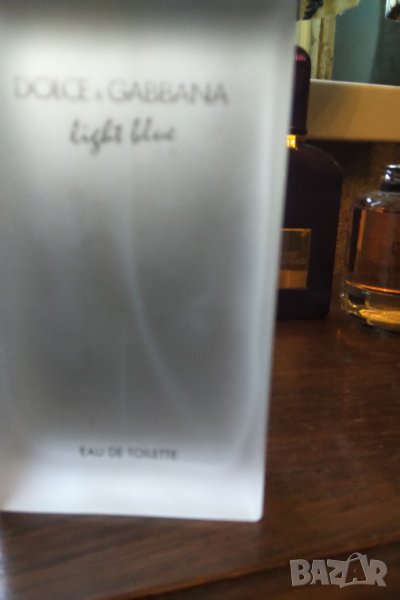 DOLCE & GABBANA
light blue
EAU DE TOILETTE
BAZAR